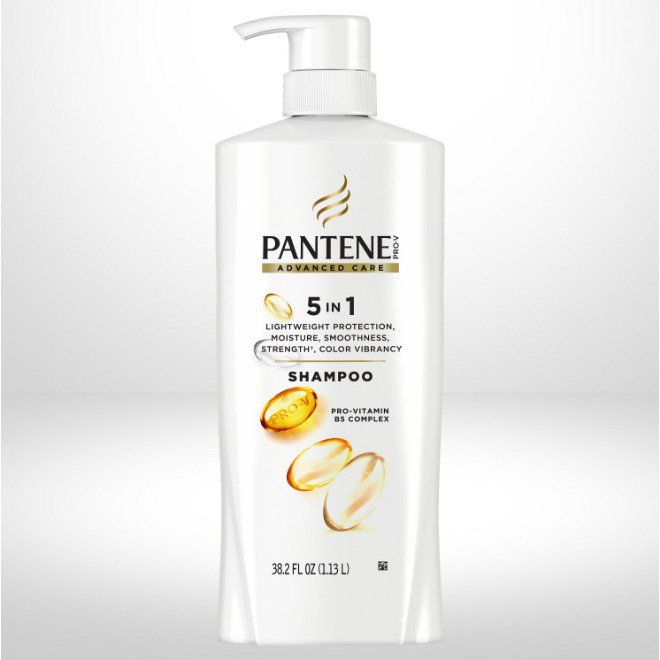 PANTENE PRO-V
ADVANCED CARE
5 IN 1
LIGHTWEIGHT PROTECTION,
MOISTURE, SMOOTHNESS,
STRENGTH†, COLOR VIBRANCY
SHAMPOO
PRO-V
PRO-VITAMIN
B5 COMPLEX
38.2 FL OZ (1.13 L)